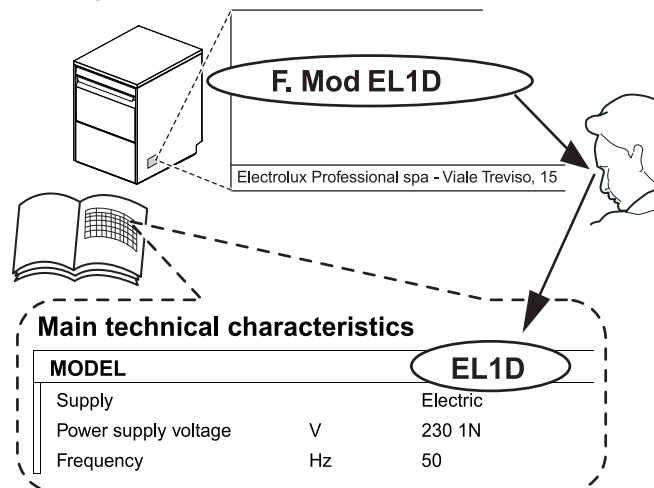 F. Mod EL1D
Electrolux Professional spa - Viale Treviso, 15
Main technical characteristics
MODEL EL1D
Supply Electric
Power supply voltage V 230 1N
Frequency Hz 50